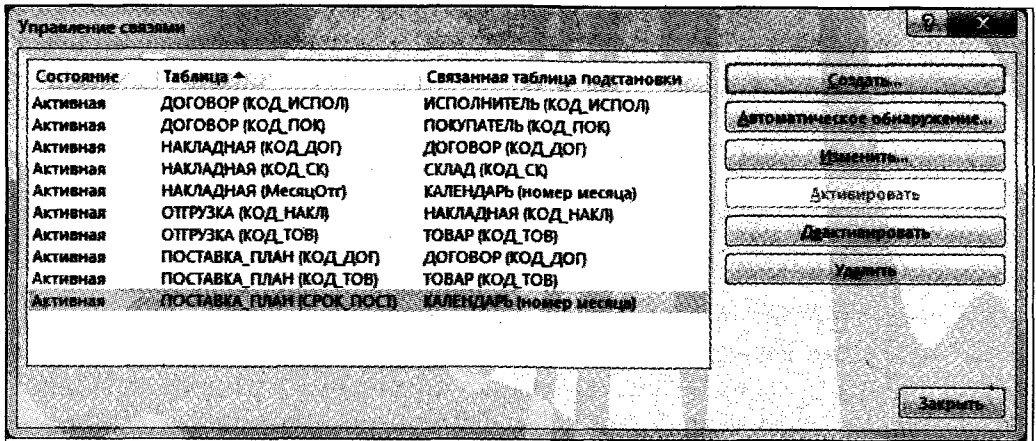 Управление связями
Состояние Таблица Связанная таблица подстановки
Активная ДОГОВОР (КОД_ИСПОЛ) ИСПОЛНИТЕЛЬ (КОД_ИСПОЛ)
Активная ДОГОВОР (КОД_ПОК) ПОКУПАТЕЛЬ (КОД_ПОК)
Активная НАКЛАДНАЯ (КОД_ДОГ) ДОГОВОР (КОД_ДОГ)
Активная НАКЛАДНАЯ (КОД_СК) СКЛАД (КОД_СК)
Активная НАКЛАДНАЯ (МесяцОтг) КАЛЕНДАРЬ (номер месяца)
Активная ОТГРУЗКА (КОД_НАКЛ) НАКЛАДНАЯ (КОД_НАКЛ)
Активная ОТГРУЗКА (КОД_ТОВ) ТОВАР (КОД_ТОВ)
Активная ПОСТАВКА_ПЛАН (КОД_ДОГ) ДОГОВОР (КОД_ДОГ)
Активная ПОСТАВКА_ПЛАН (КОД_ТОВ) ТОВАР (КОД_ТОВ)
Активная ПОСТАВКА_ПЛАН (СРОК_ПОСТ) КАЛЕНДАРЬ (номер месяца)
Создать...
Автоматическое обнаружение...
Изменить...
Активировать
Деактивировать
Удалить
Закрыть